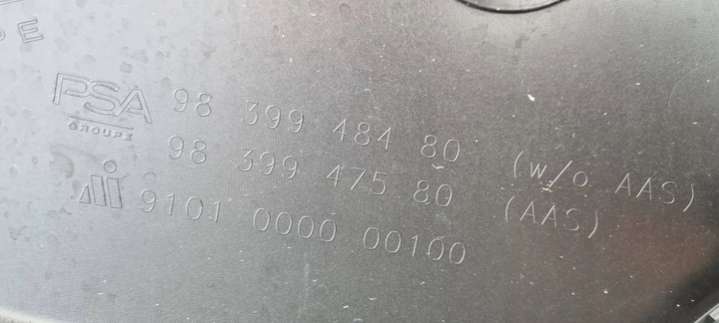 PSA 98 399 484 80 (w/o AAS)
GROUPE
98 399 475 80 (AAS)
9101 0000 00100